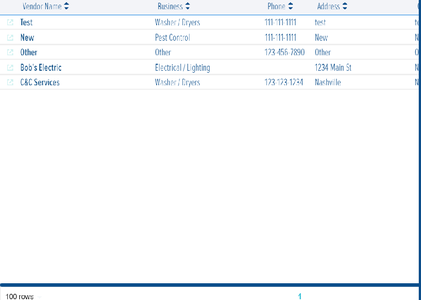 Vendor Name Business Phone Address
Test Washer / Dryers 111-111-1111 test
New Pest Control 111-111-1111 New
Other Other 123-456-7890 Other
Bob's Electric Electrical / Lighting 1234 Main St
C&C Services Washer / Dryers 123-123-1234 Nashville
100 rows 1